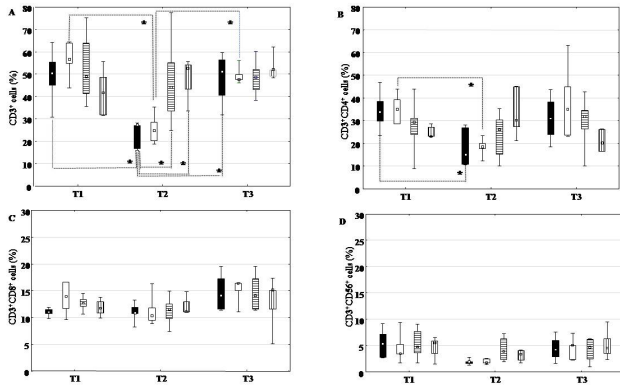 A
CD3⁺ cells (%)
80
70
60
50
40
30
20
10
0
T1
T2
T3
B
CD3⁺CD4⁺ cells (%)
80
70
60
50
40
30
20
10
0
T1
T2
T3
C
CD3⁺CD8⁺ cells (%)
30
25
20
15
10
5
0
T1
T2
T3
D
CD3⁺CD56⁺ cells (%)
30
25
20
15
10
5
0
T1
T2
T3